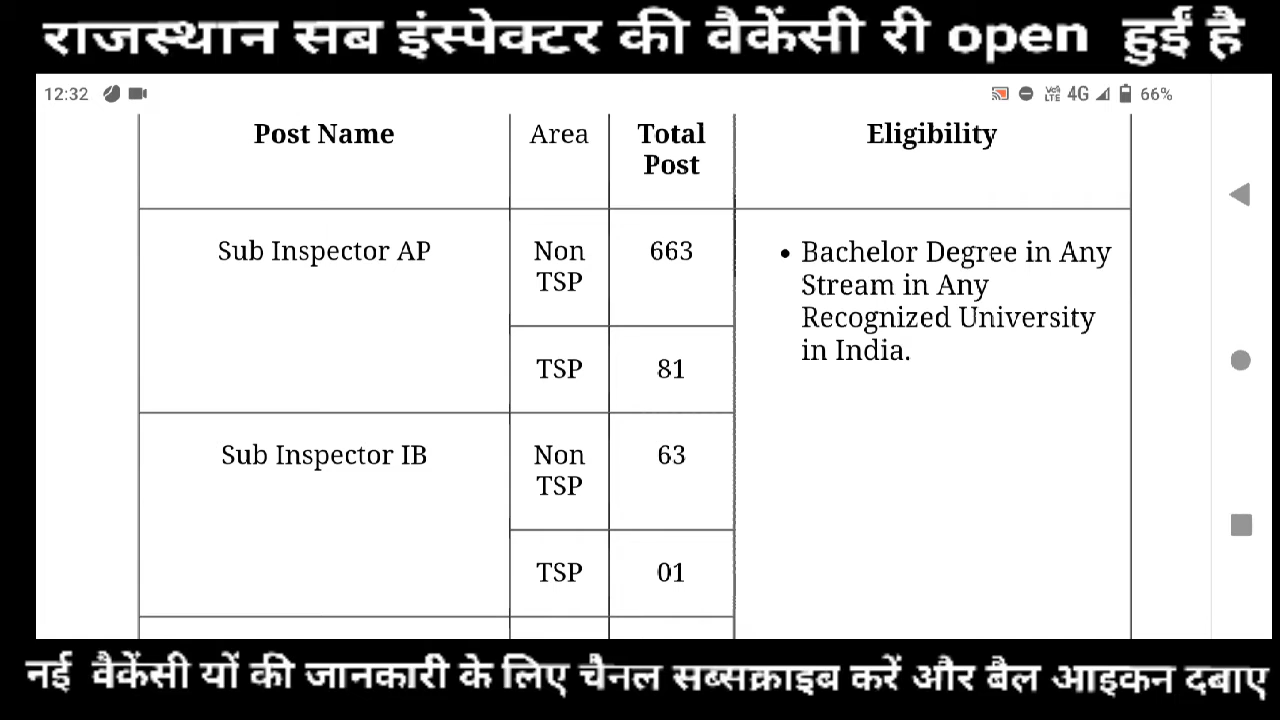 राजस्थान सब इंस्पेक्टर की वैकेंसी री open हुई है
12:32 VoLTE 4G 66%
Post Name Area Total Post Eligibility
Sub Inspector AP Non TSP 663
• Bachelor Degree in Any
Stream in Any
Recognized University
in India.
TSP 81
Sub Inspector IB Non TSP 63
TSP 01
नई वैकेंसी यों की जानकारी के लिए चैनल सब्सक्राइब करें और बैल आइकन दबाए